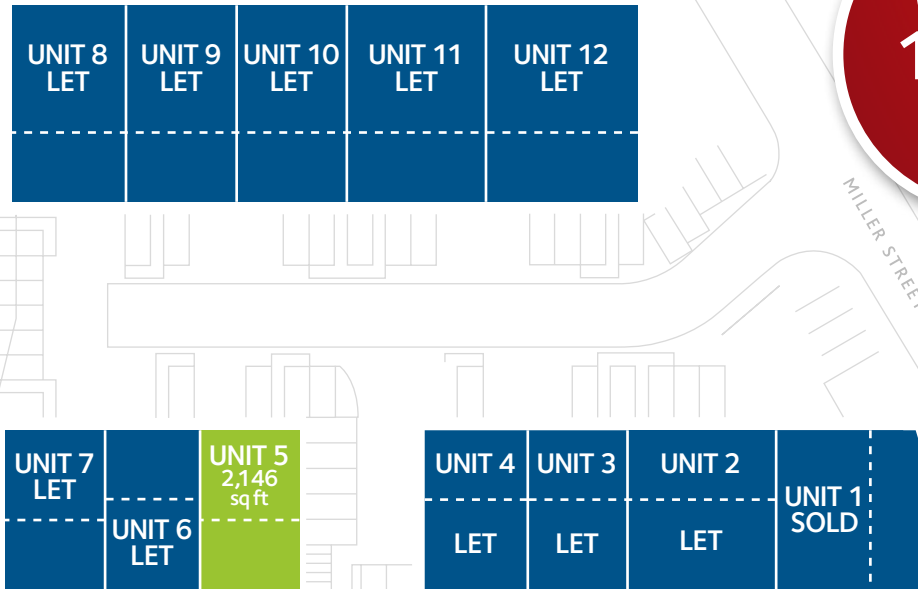 UNIT 8
LET
UNIT 9
LET
UNIT 10
LET
UNIT 11
LET
UNIT 12
LET
1
MILLER STREET
UNIT 7
LET
UNIT 6
LET
UNIT 5
2,146
sq ft
UNIT 4
LET
UNIT 3
LET
UNIT 2
LET
UNIT 1
SOLD